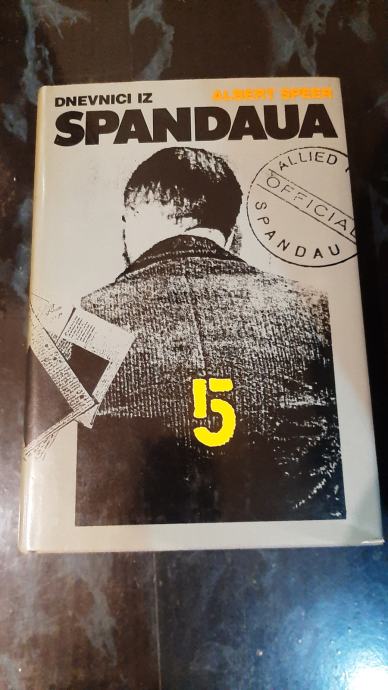 DNEVNICI IZ
ALBERT SPEER
SPANDAUA
ALLIED
OFFICIAL
SPANDAU
5